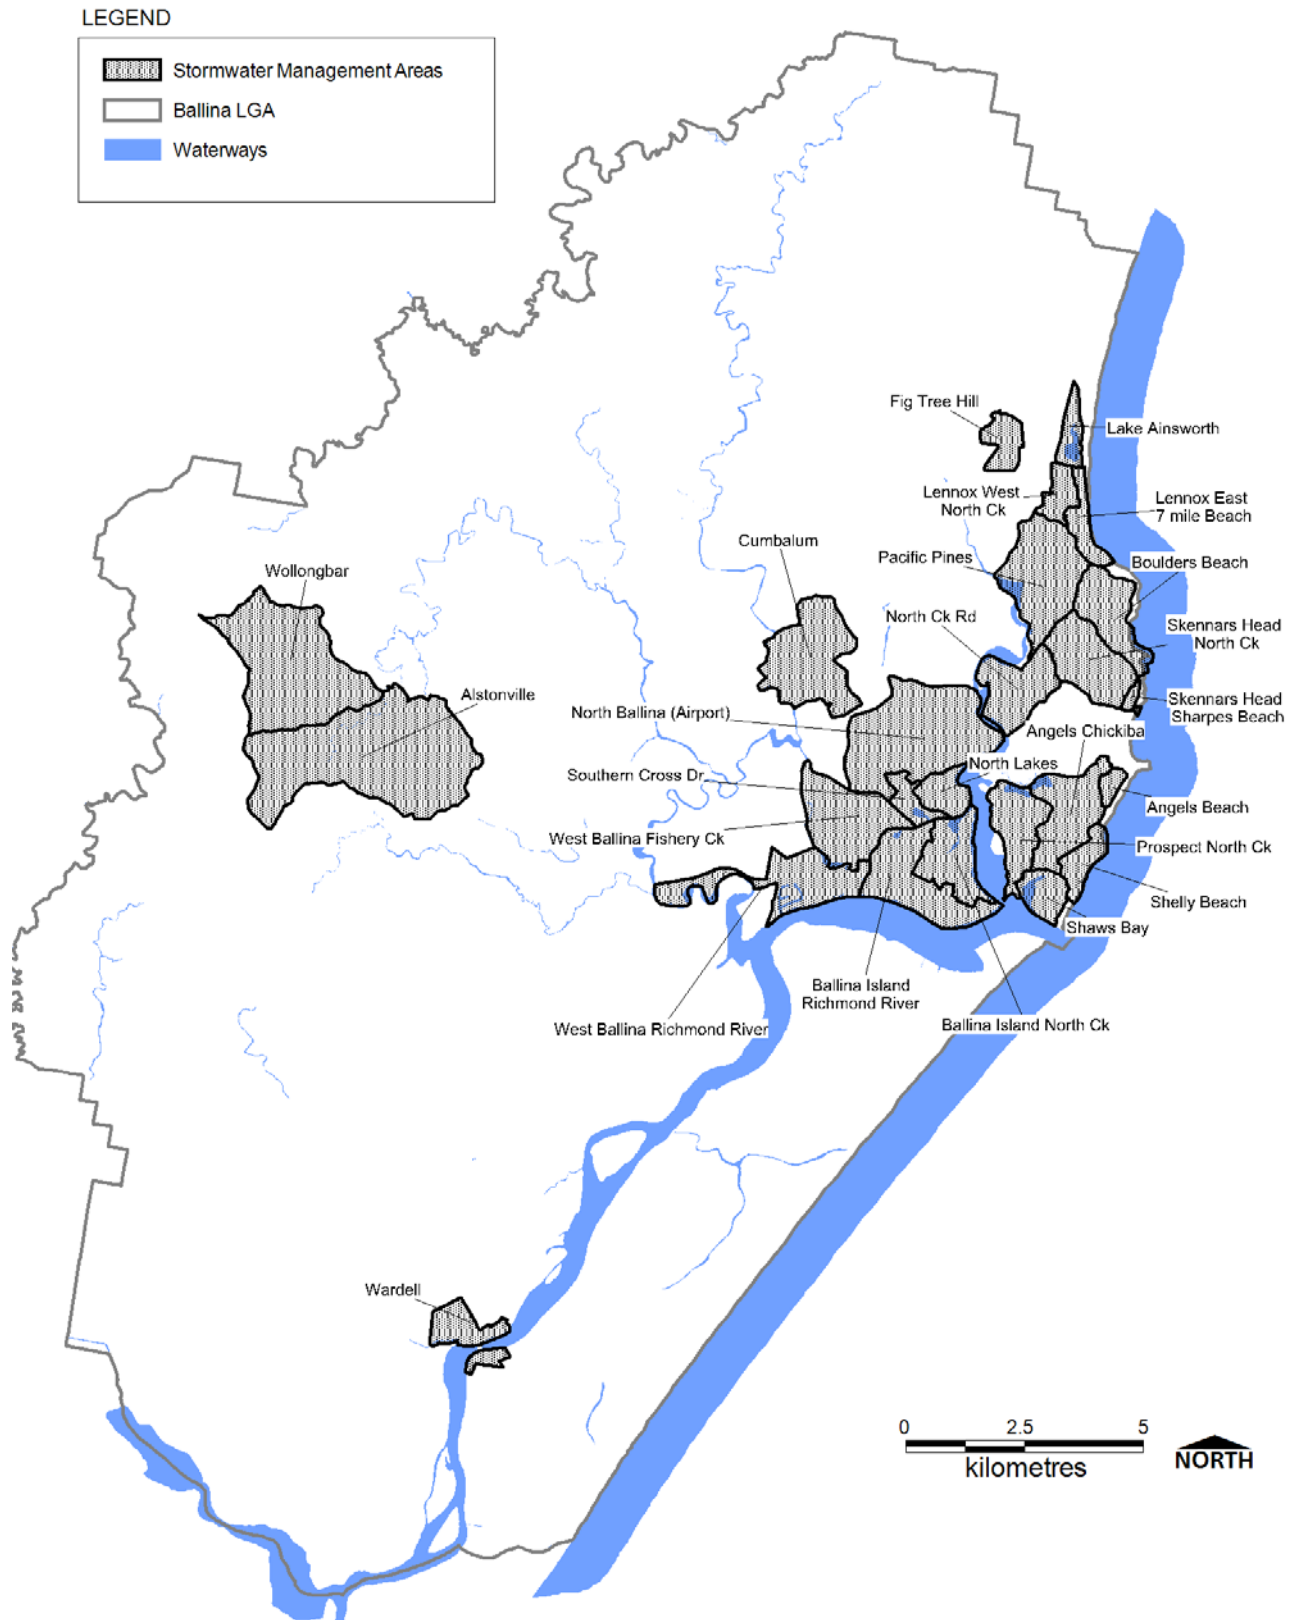 LEGEND
Stormwater Management Areas
Ballina LGA
Waterways
Fig Tree Hill
Lake Ainsworth
Lennox West
North Ck
Lennox East
7 mile Beach
Cumbalum
Pacific Pines
Boulders Beach
Wollongbar
North Ck Rd
Skennars Head
North Ck
Alstonville
Skennars Head
Sharpes Beach
North Ballina (Airport)
Angels Chickiba
North Lakes
Southern Cross Dr
Angels Beach
West Ballina Fishery Ck
Prospect North Ck
Shelly Beach
Shaws Bay
Ballina Island
Richmond River
West Ballina Richmond River
Ballina Island North Ck
Wardell
0 2.5 5
kilometres
NORTH